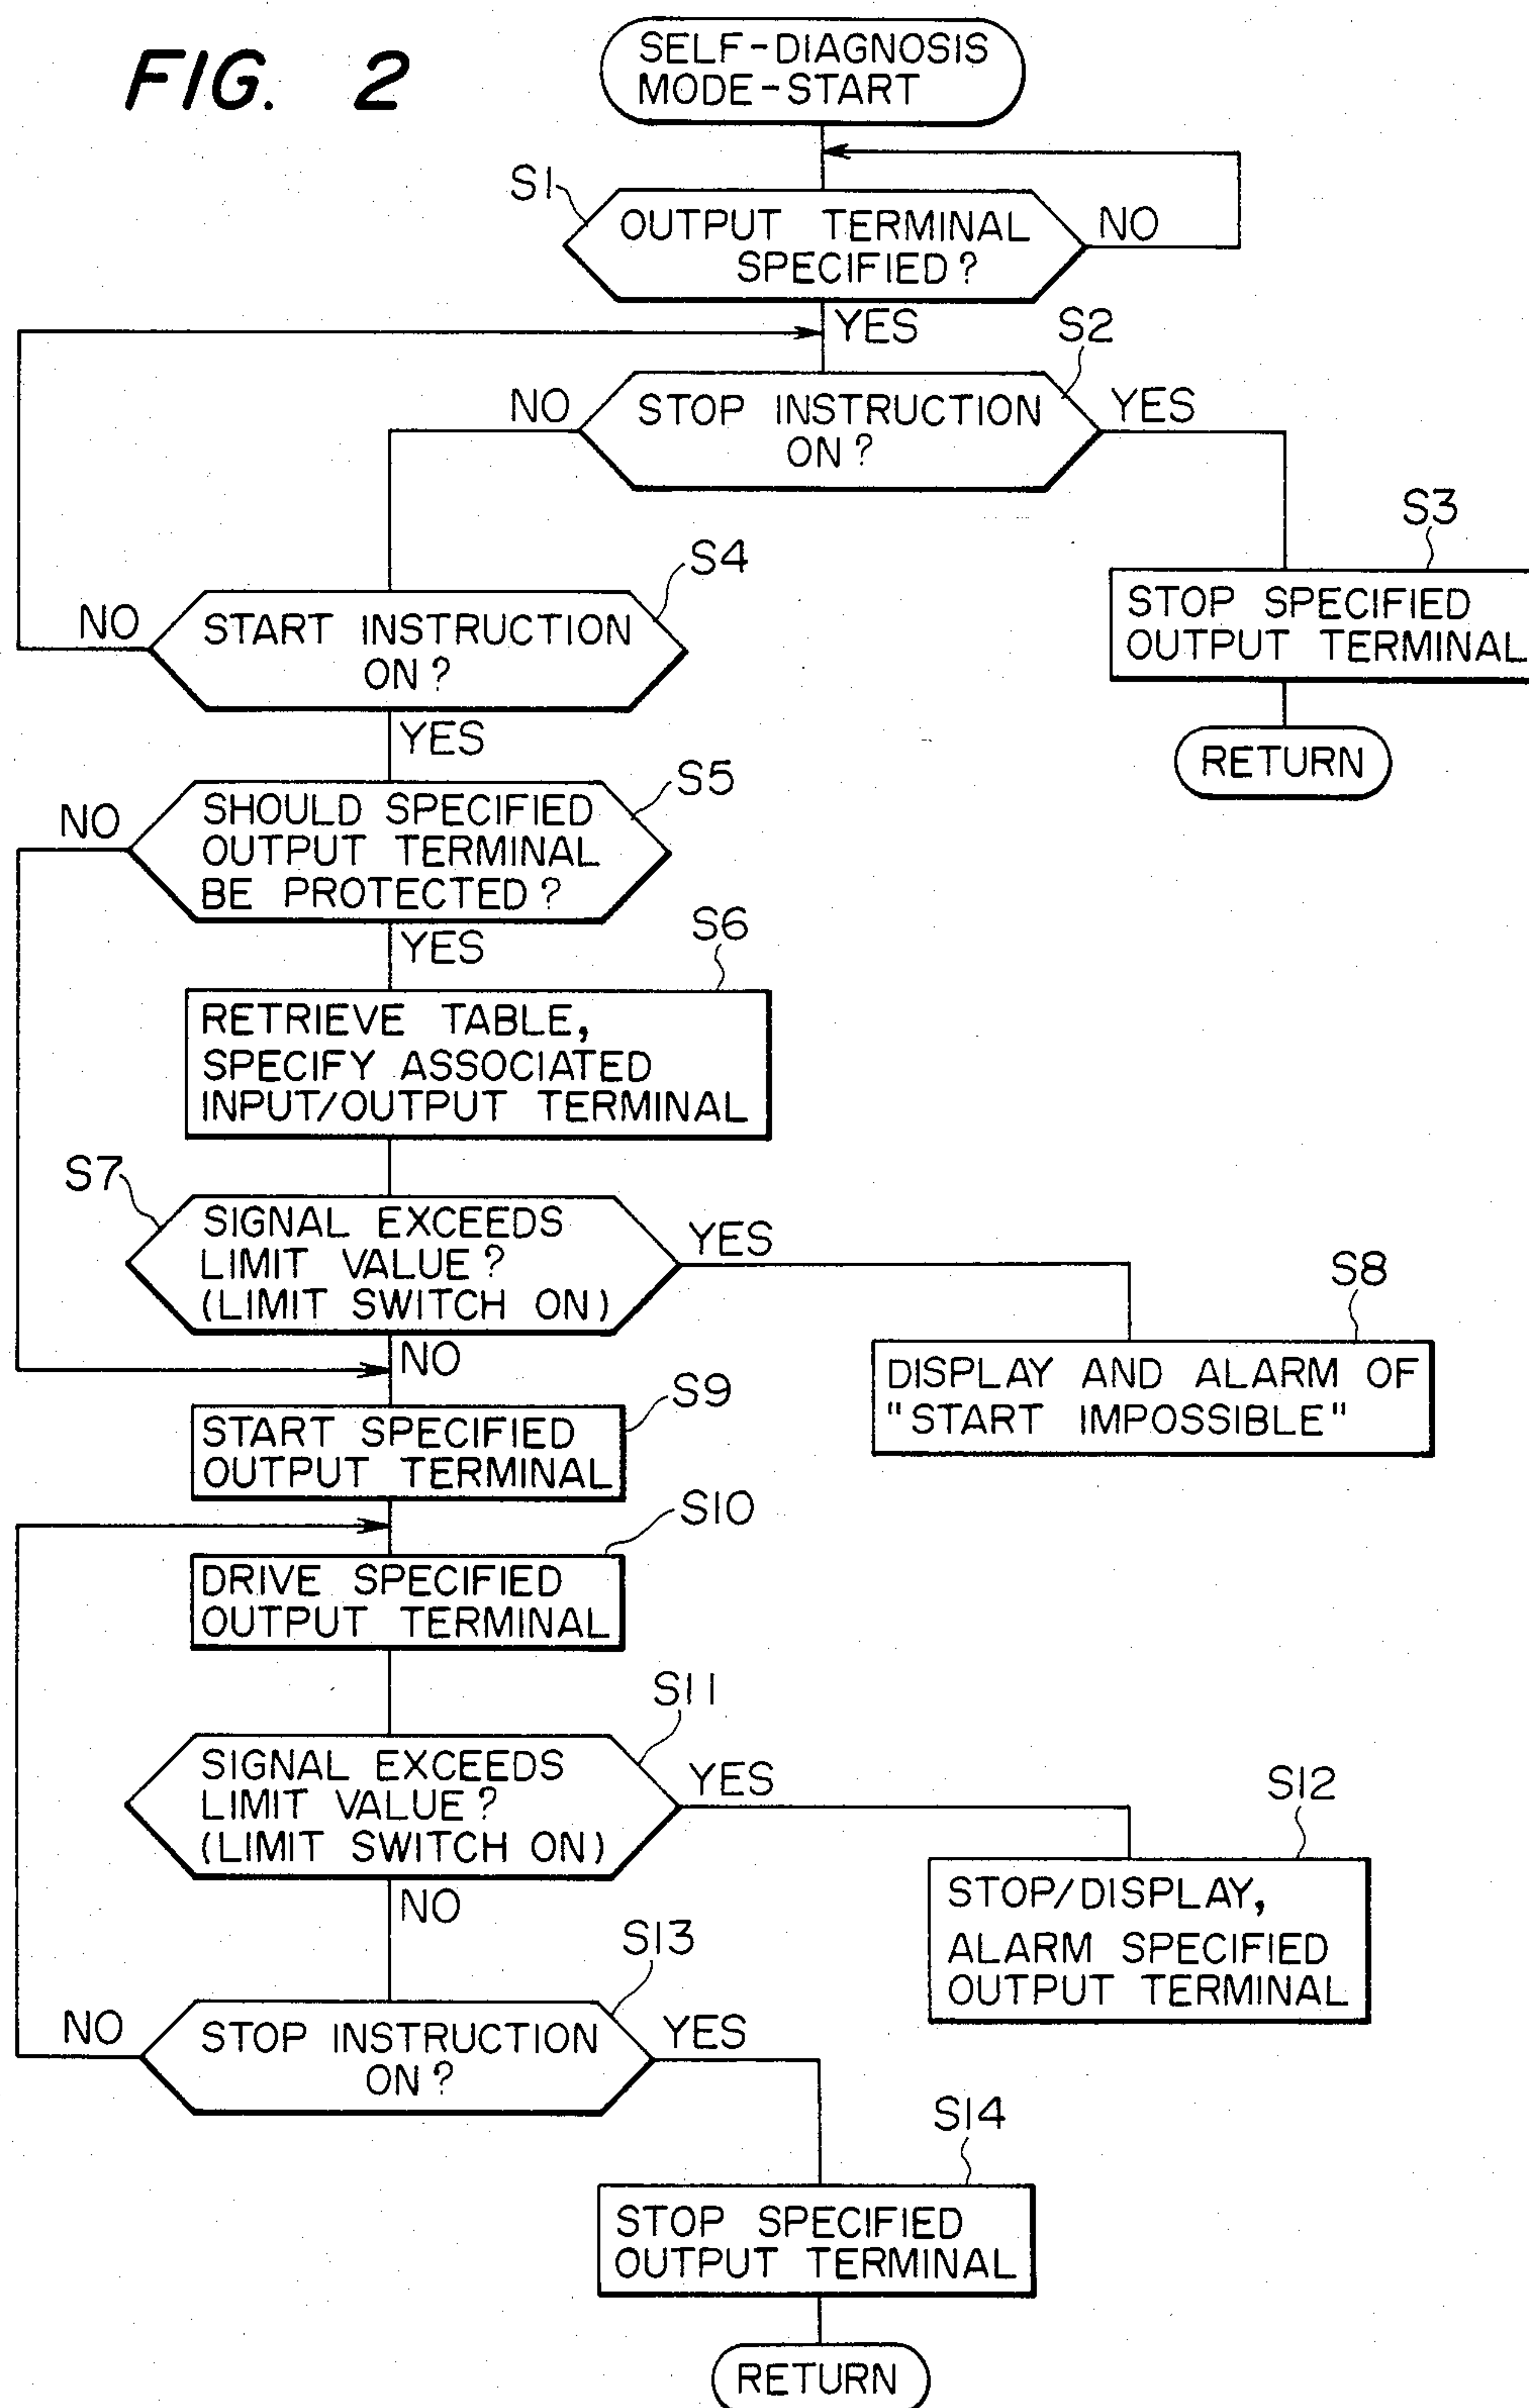 FIG. 2
SELF-DIAGNOSIS
MODE-START
S1
OUTPUT TERMINAL
SPECIFIED?
NO
YES
S2
NO
STOP INSTRUCTION
ON?
YES
S3
STOP SPECIFIED
OUTPUT TERMINAL
RETURN
S4
NO
START INSTRUCTION
ON?
YES
S5
NO
SHOULD SPECIFIED
OUTPUT TERMINAL
BE PROTECTED?
YES
S6
RETRIEVE TABLE,
SPECIFY ASSOCIATED
INPUT/OUTPUT TERMINAL
S7
SIGNAL EXCEEDS
LIMIT VALUE?
(LIMIT SWITCH ON)
YES
S8
DISPLAY AND ALARM OF
"START IMPOSSIBLE"
NO
S9
START SPECIFIED
OUTPUT TERMINAL
S10
DRIVE SPECIFIED
OUTPUT TERMINAL
S11
SIGNAL EXCEEDS
LIMIT VALUE?
(LIMIT SWITCH ON)
YES
S12
STOP/DISPLAY,
ALARM SPECIFIED
OUTPUT TERMINAL
NO
S13
NO
STOP INSTRUCTION
ON?
YES
S14
STOP SPECIFIED
OUTPUT TERMINAL
RETURN